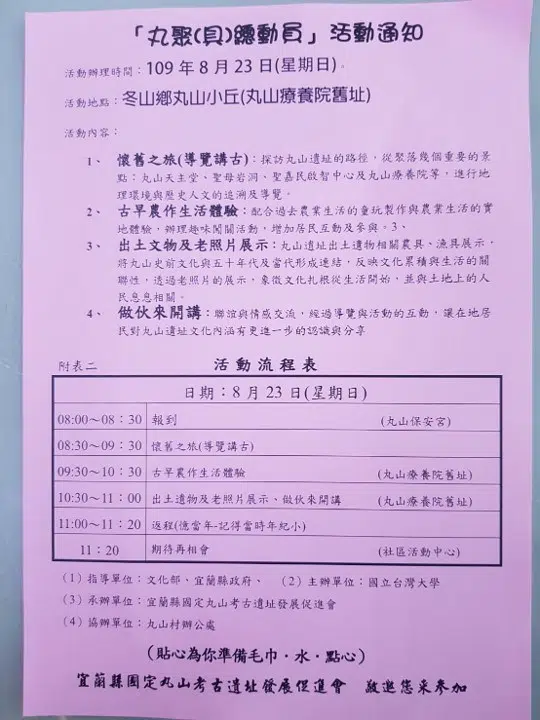 「丸聚(具)總動員」活動通知
活動辦理時間：109 年 8 月 23 日(星期日)。
活動地點：冬山鄉丸山小丘(丸山療養院舊址)
活動內容：
1、 懷舊之旅(導覽講古)：探訪丸山遺址的路徑，從聚落幾個重要的景
點：丸山天主堂、聖母岩洞、聖嘉民啟智中心及丸山療養院等，進行地
理環境與歷史人文的追溯及導覽。
2、 古早農作生活體驗：配合過去農業生活的童玩製作與農業生活的實
地體驗，辦理趣味闖關活動，增加居民互動及參與。3、
3、 出土文物及老照片展示：丸山遺址出土遺物相關農具、漁具展示，
將丸山史前文化與五十年代及當代形成連結，反映文化累積與生活的關
聯性，透過老照片的展示，象徵文化扎根從生活開始，並與土地上的人
民息息相關。
4、 做伙來開講：聯誼與情感交流，經過導覽與活動的互動，讓在地居
民對丸山遺址文化內涵有更進一步的認識與分享
附表二 活動流程表
日期：8 月 23 日(星期日)
08:00～08：30 報到 (丸山保安宮)
08:30～09：30 懷舊之旅(導覽講古)
09:30～10：30 古早農作生活體驗 (丸山療養院舊址)
10:30～11：00 出土遺物及老照片展示、做伙來開講 (丸山療養院舊址)
11:00～11：20 返程(憶當年-記得當時年紀小)
11：20 期待再相會 (社區活動中心)
(1) 指導單位：文化部、宜蘭縣政府、 (2) 主辦單位：國立台灣大學
(3) 承辦單位：宜蘭縣國定丸山考古遺址發展促進會
(4) 協辦單位：丸山村辦公處
(貼心為你準備毛巾．水．點心)
宜蘭縣國定丸山考古遺址發展促進會 敬邀您來參加